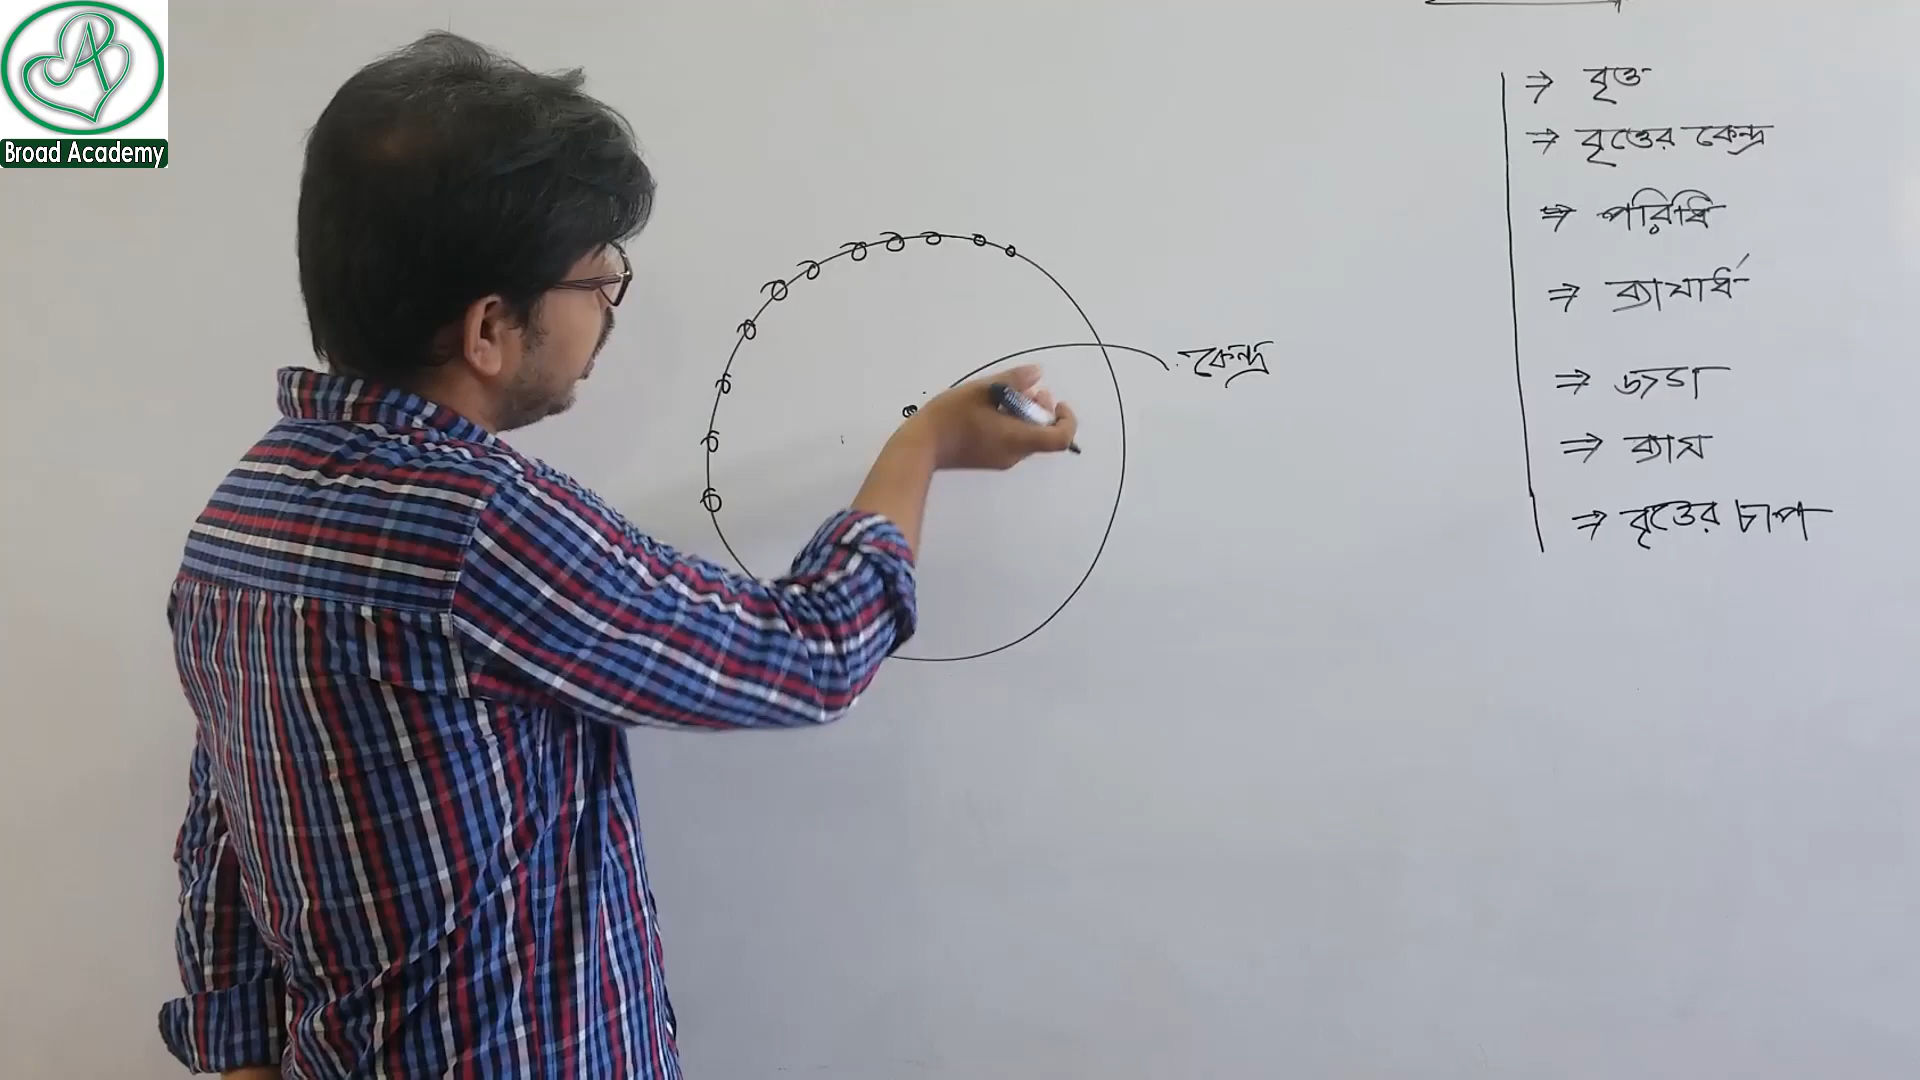 Broad Academy
⇒ বৃত্ত
⇒ বৃত্তের কেন্দ্র
⇒ পরিধি
⇒ ব্যাসার্ধ
⇒ জ্যা
⇒ ব্যাস
⇒ বৃত্তের চাপ
কেন্দ্র